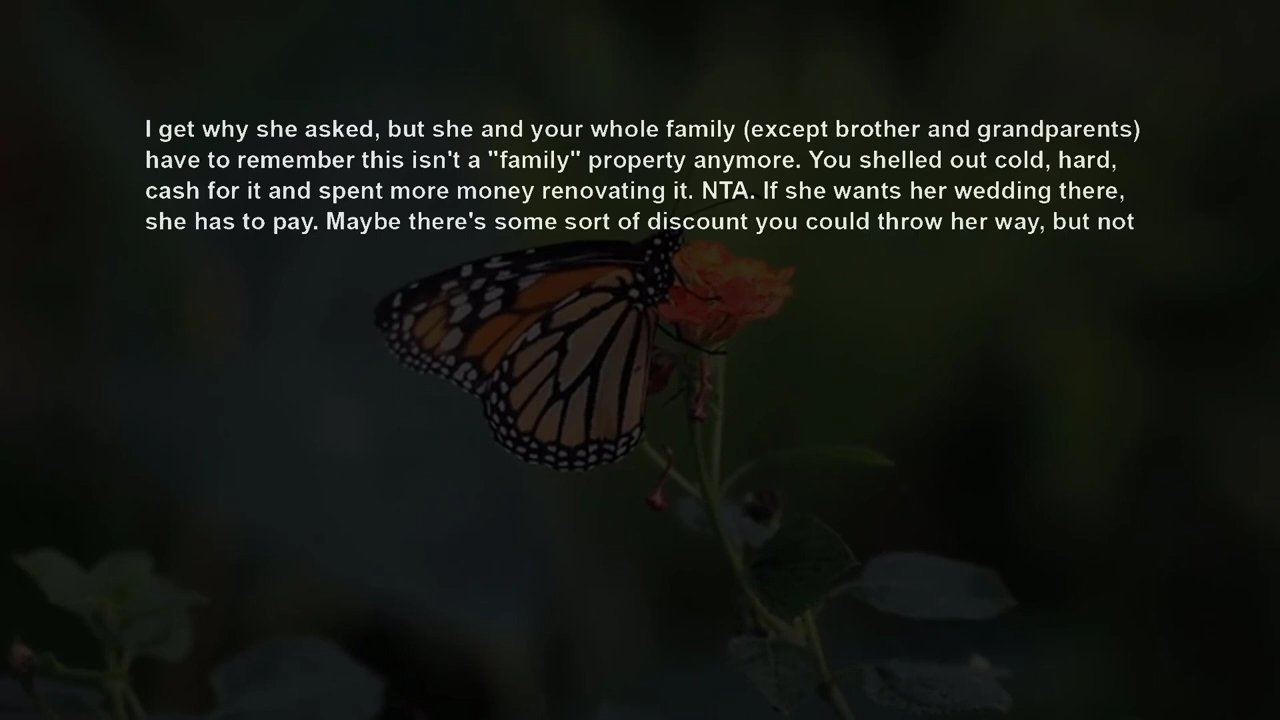 I get why she asked, but she and your whole family (except brother and grandparents)
have to remember this isn't a "family" property anymore. You shelled out cold, hard,
cash for it and spent more money renovating it. NTA. If she wants her wedding there,
she has to pay. Maybe there's some sort of discount you could throw her way, but not